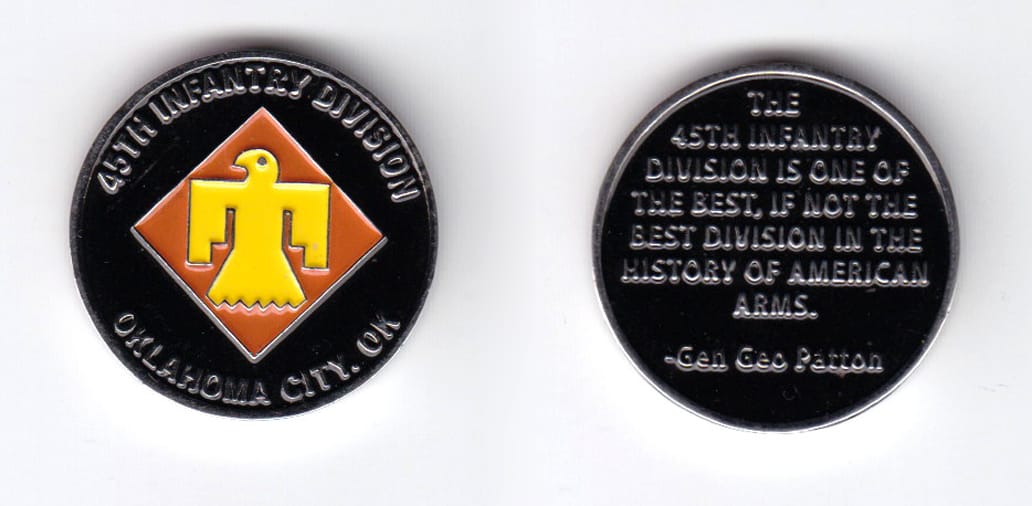 45TH INFANTRY DIVISION
OKLAHOMA CITY, OK
THE
45TH INFANTRY
DIVISION IS ONE OF
THE BEST, IF NOT THE
BEST DIVISION IN THE
HISTORY OF AMERICAN
ARMS.
-Gen Geo Patton